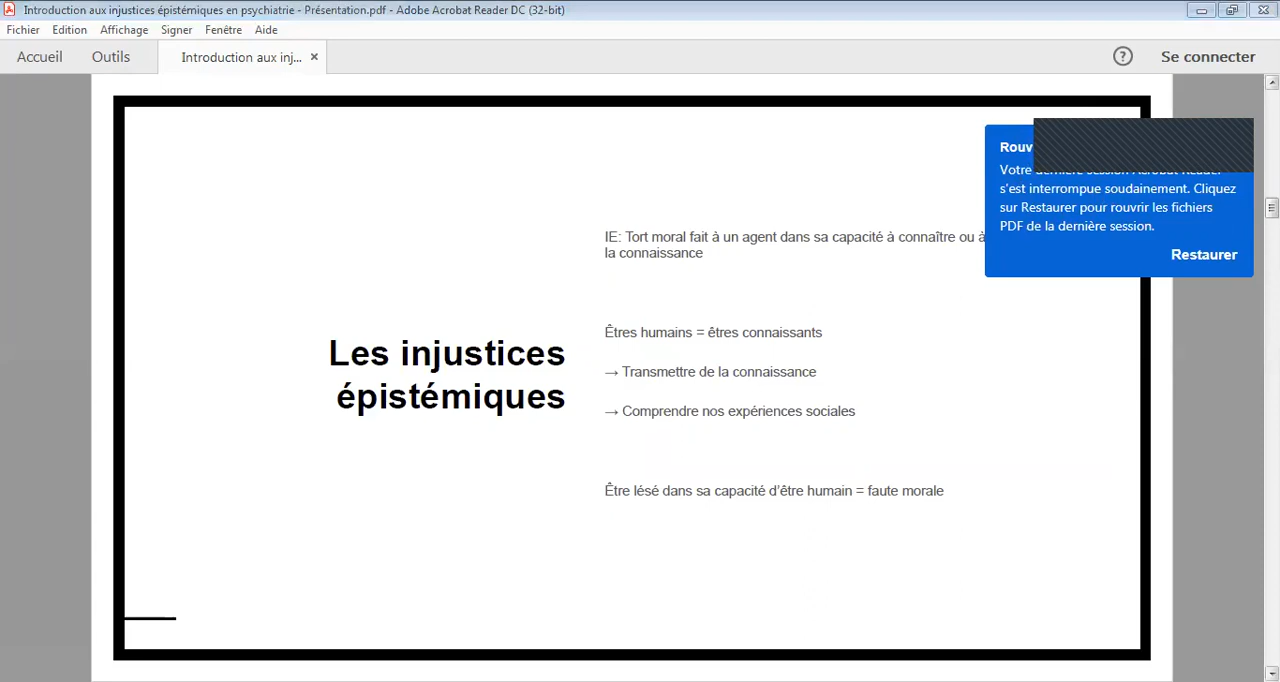 Introduction aux injustices épistémiques en psychiatrie - Présentation.pdf - Adobe Acrobat Reader DC (32-bit)
Fichier Edition Affichage Signer Fenêtre Aide
Accueil Outils Introduction aux inj... × ? Se connecter
Rouv
Votre dernière session Acrobat Reader
s'est interrompue soudainement. Cliquez
sur Restaurer pour rouvrir les fichiers
PDF de la dernière session.
Restaurer
IE: Tort moral fait à un agent dans sa capacité à connaître ou à
la connaissance
Êtres humains = êtres connaissants
→ Transmettre de la connaissance
→ Comprendre nos expériences sociales
Les injustices
épistémiques
Être lésé dans sa capacité d'être humain = faute morale